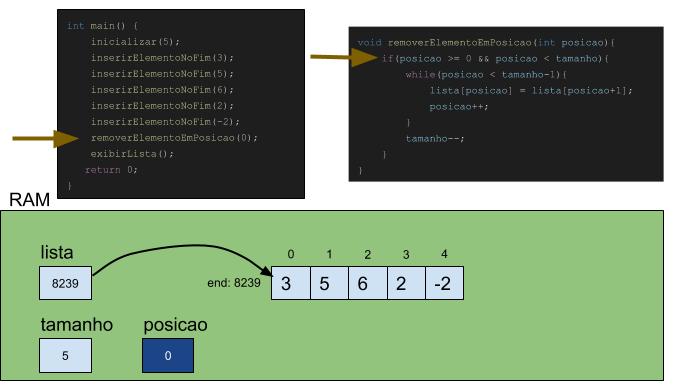 int main() {
inicializar(5);
inserirElementoNoFim(3);
inserirElementoNoFim(5);
inserirElementoNoFim(6);
inserirElementoNoFim(2);
inserirElementoNoFim(-2);
removerElementoEmPosicao(0);
exibirLista();
return 0;
}
void removerElementoEmPosicao(int posicao){
if(posicao >= 0 && posicao < tamanho){
while(posicao < tamanho-1){
lista[posicao] = lista[posicao+1];
posicao++;
}
tamanho--;
}
}
RAM
lista
8239
end: 8239
0 1 2 3 4
3 5 6 2 -2
tamanho posicao
5 0